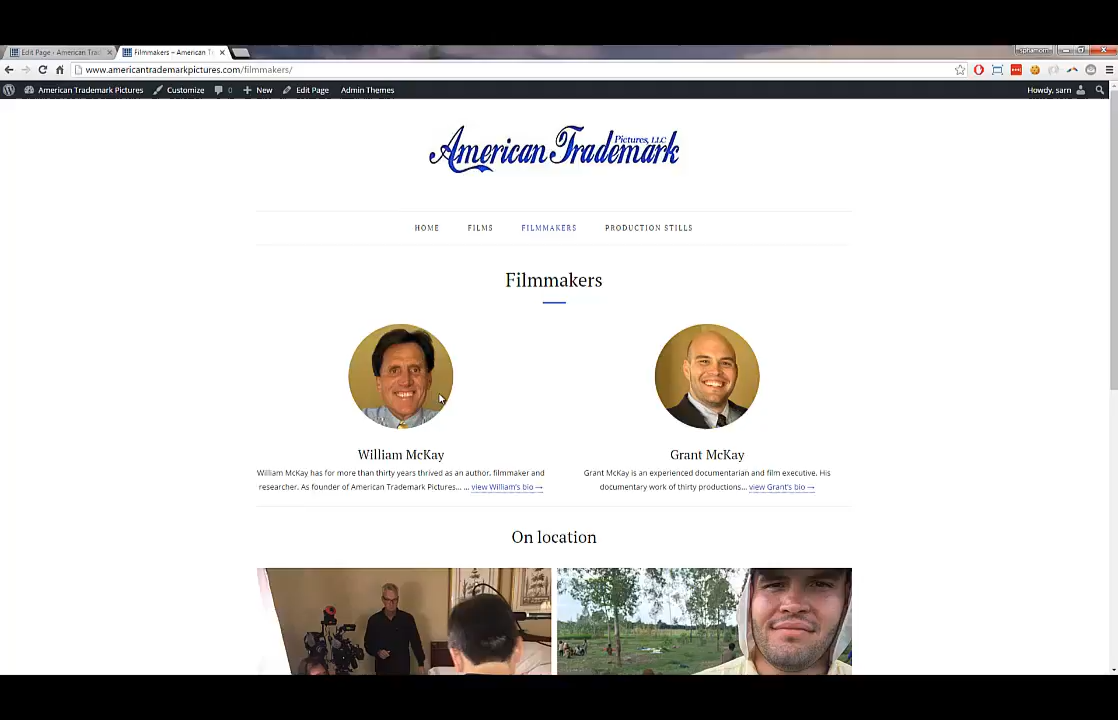 Edit Page - American Trad
Filmmakers – American T
www.americantrademarkpictures.com/filmmakers/
American Trademark Pictures
Customize
0
New
Edit Page
Admin Themes
Howdy, sarn
American Trademark
Pictures, LLC
HOME
FILMS
FILMMAKERS
PRODUCTION STILLS
Filmmakers
William McKay
William McKay has for more than thirty years thrived as an author, filmmaker and
researcher. As founder of American Trademark Pictures... ... view William's bio →
Grant McKay
Grant McKay is an experienced documentarian and film executive. His
documentary work of thirty productions... view Grant's bio →
On location